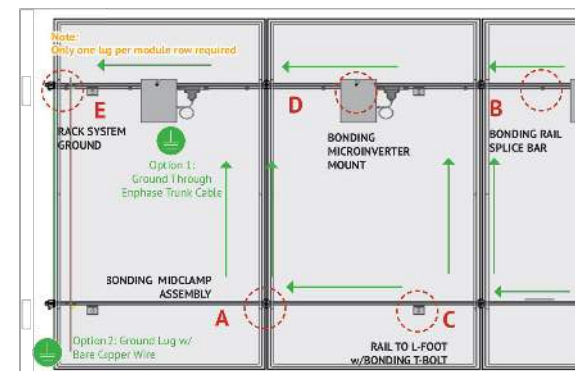 Note:
Only one lug per module row required
E
RACK SYSTEM
GROUND
Option 1:
Ground Through
Enphase Trunk Cable
D
BONDING
MICROINVERTER
MOUNT
B
BONDING RAIL
SPLICE BAR
BONDING MIDCLAMP
ASSEMBLY
A
C
Option 2: Ground Lug w/
Bare Copper Wire
RAIL TO L-FOOT
w/BONDING T-BOLT